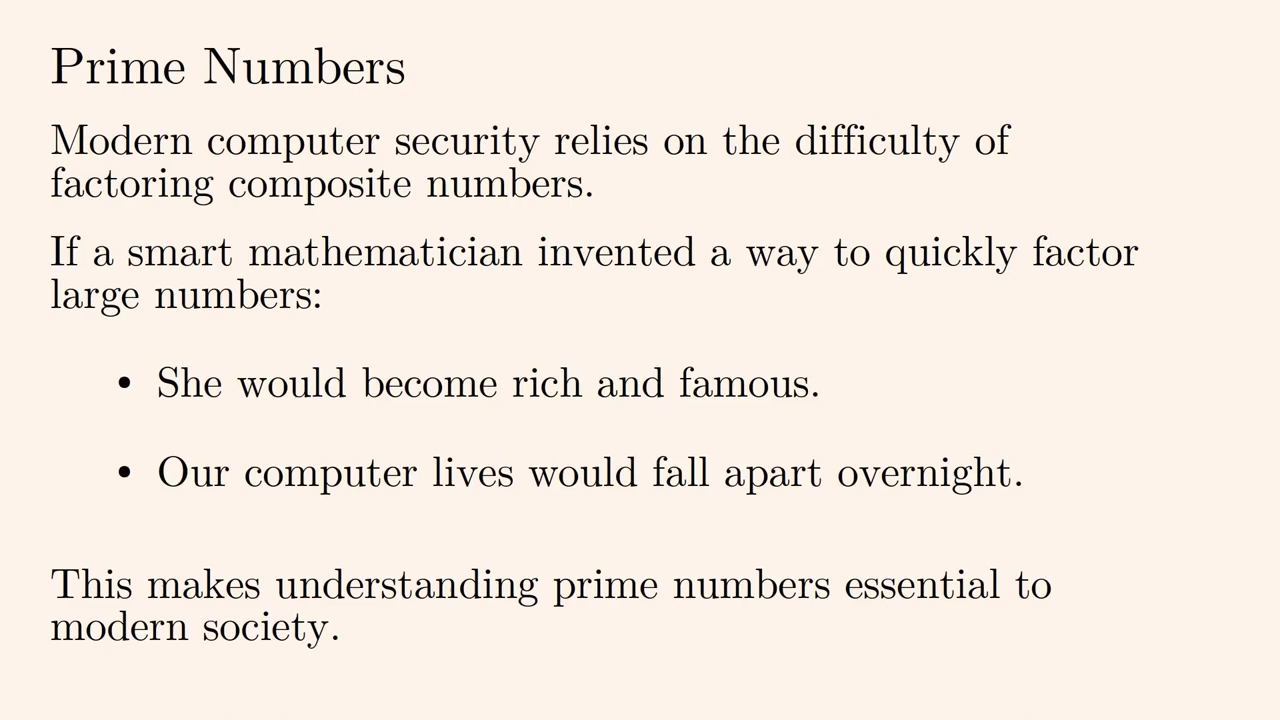 Prime Numbers
Modern computer security relies on the difficulty of
factoring composite numbers.
If a smart mathematician invented a way to quickly factor
large numbers:
• She would become rich and famous.
• Our computer lives would fall apart overnight.
This makes understanding prime numbers essential to
modern society.